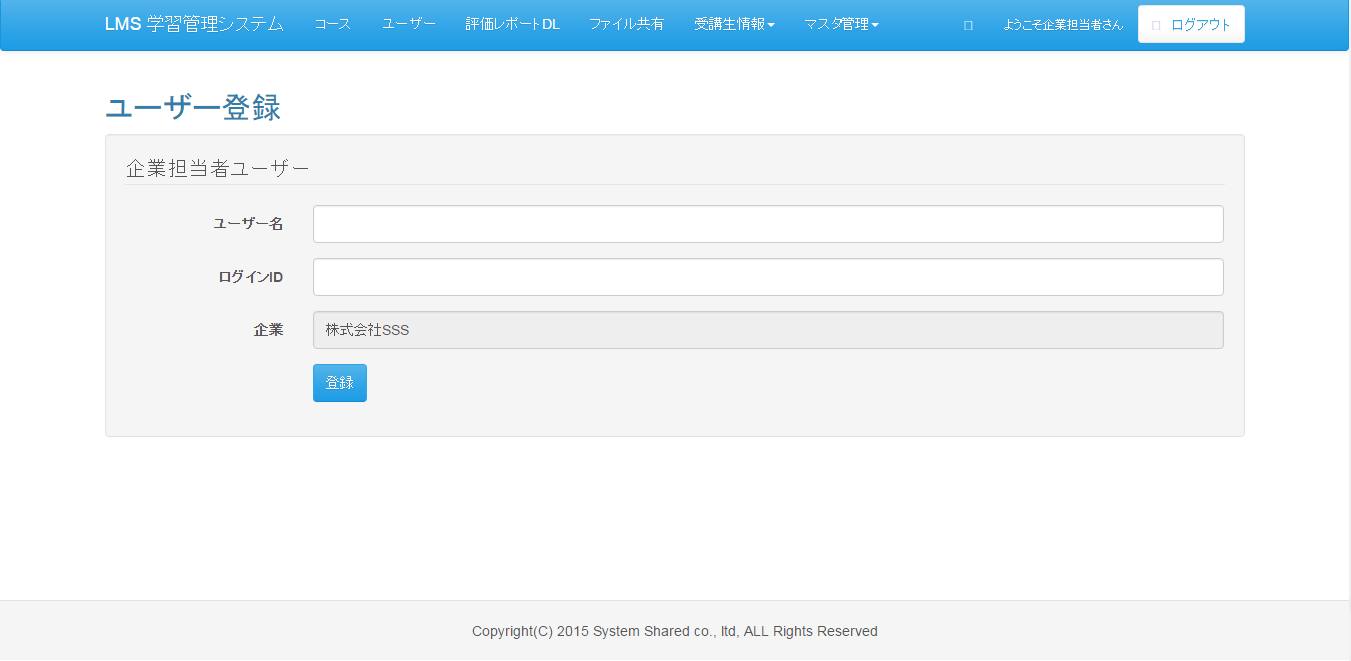 LMS 学習管理システム コース ユーザー 評価レポートDL ファイル共有 受講生情報 マスタ管理 ようこそ企業担当者さん ログアウト
ユーザー登録
企業担当者ユーザー
ユーザー名
ログインID
企業 株式会社SSS
登録
Copyright(C) 2015 System Shared co., ltd, ALL Rights Reserved